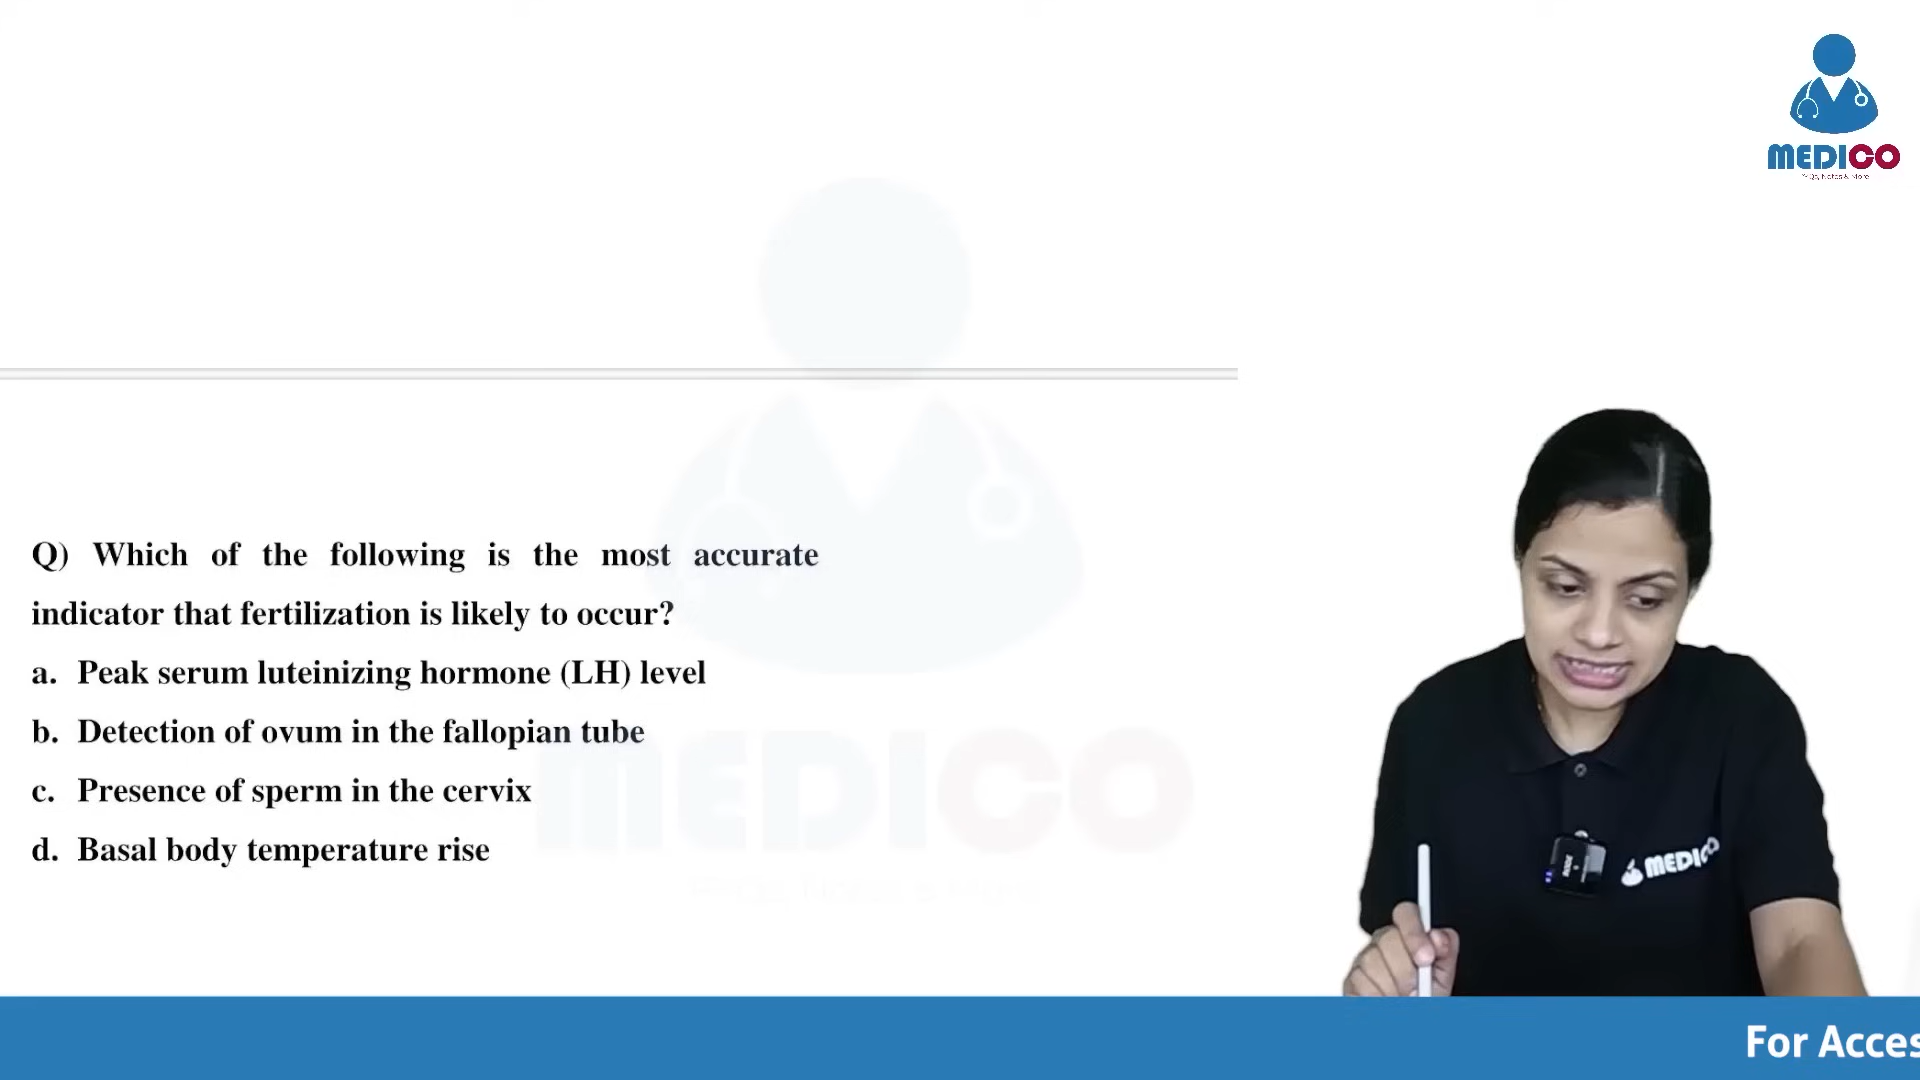 MEDICO
Q) Which of the following is the most accurate
indicator that fertilization is likely to occur?
a. Peak serum luteinizing hormone (LH) level
b. Detection of ovum in the fallopian tube
c. Presence of sperm in the cervix
d. Basal body temperature rise
MEDICO
MEDICO
For Acces